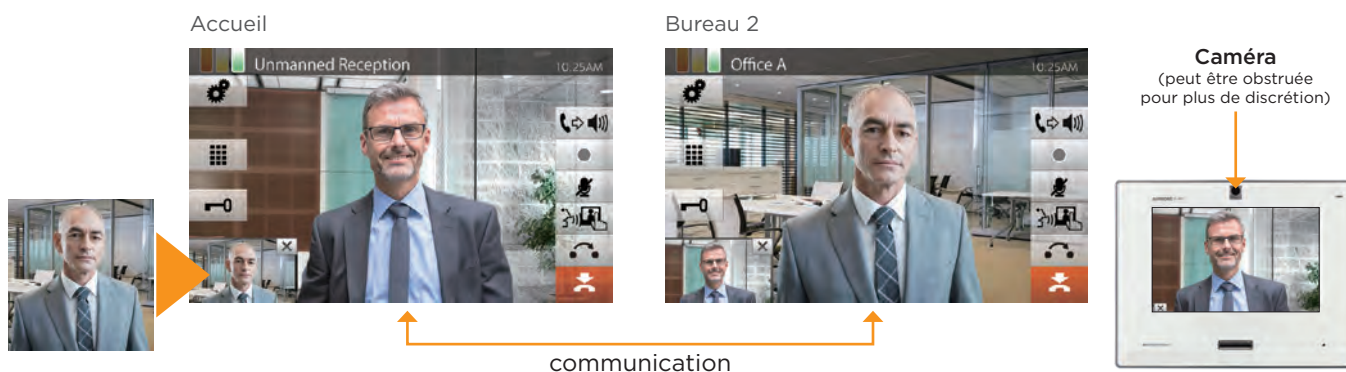 Accueil
Bureau 2
Unmanned Reception
10:25AM
Office A
10:25AM
Caméra
(peut être obstruée
pour plus de discrétion)
communication